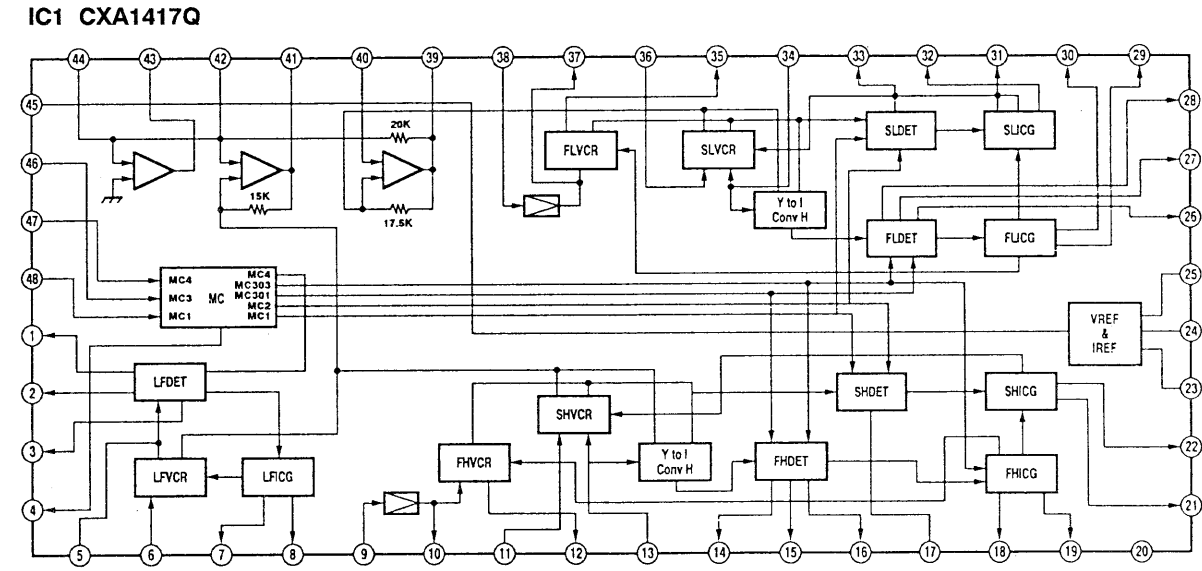 IC1 CXA1417Q
44 43 42 41 40 39 38 37 36 35 34 33 32 31 30 29
45
28
20K
FLVCR
SLVCR
SLDET
SLICG
46
27
15K
17.5K
Y to I
Conv H
47
26
FLDET
FLICG
48
25
MC4
MC3
MC1
MC
MC4
MC303
MC301
MC2
MC1
1
24
VREF
&
IREF
2
23
LFDET
SHVCR
SHDET
SHICG
3
22
LFVCR
LFICG
FHVCR
Y to I
Conv H
FHDET
FHICG
4
21
5 6 7 8 9 10 11 12 13 14 15 16 17 18 19 20